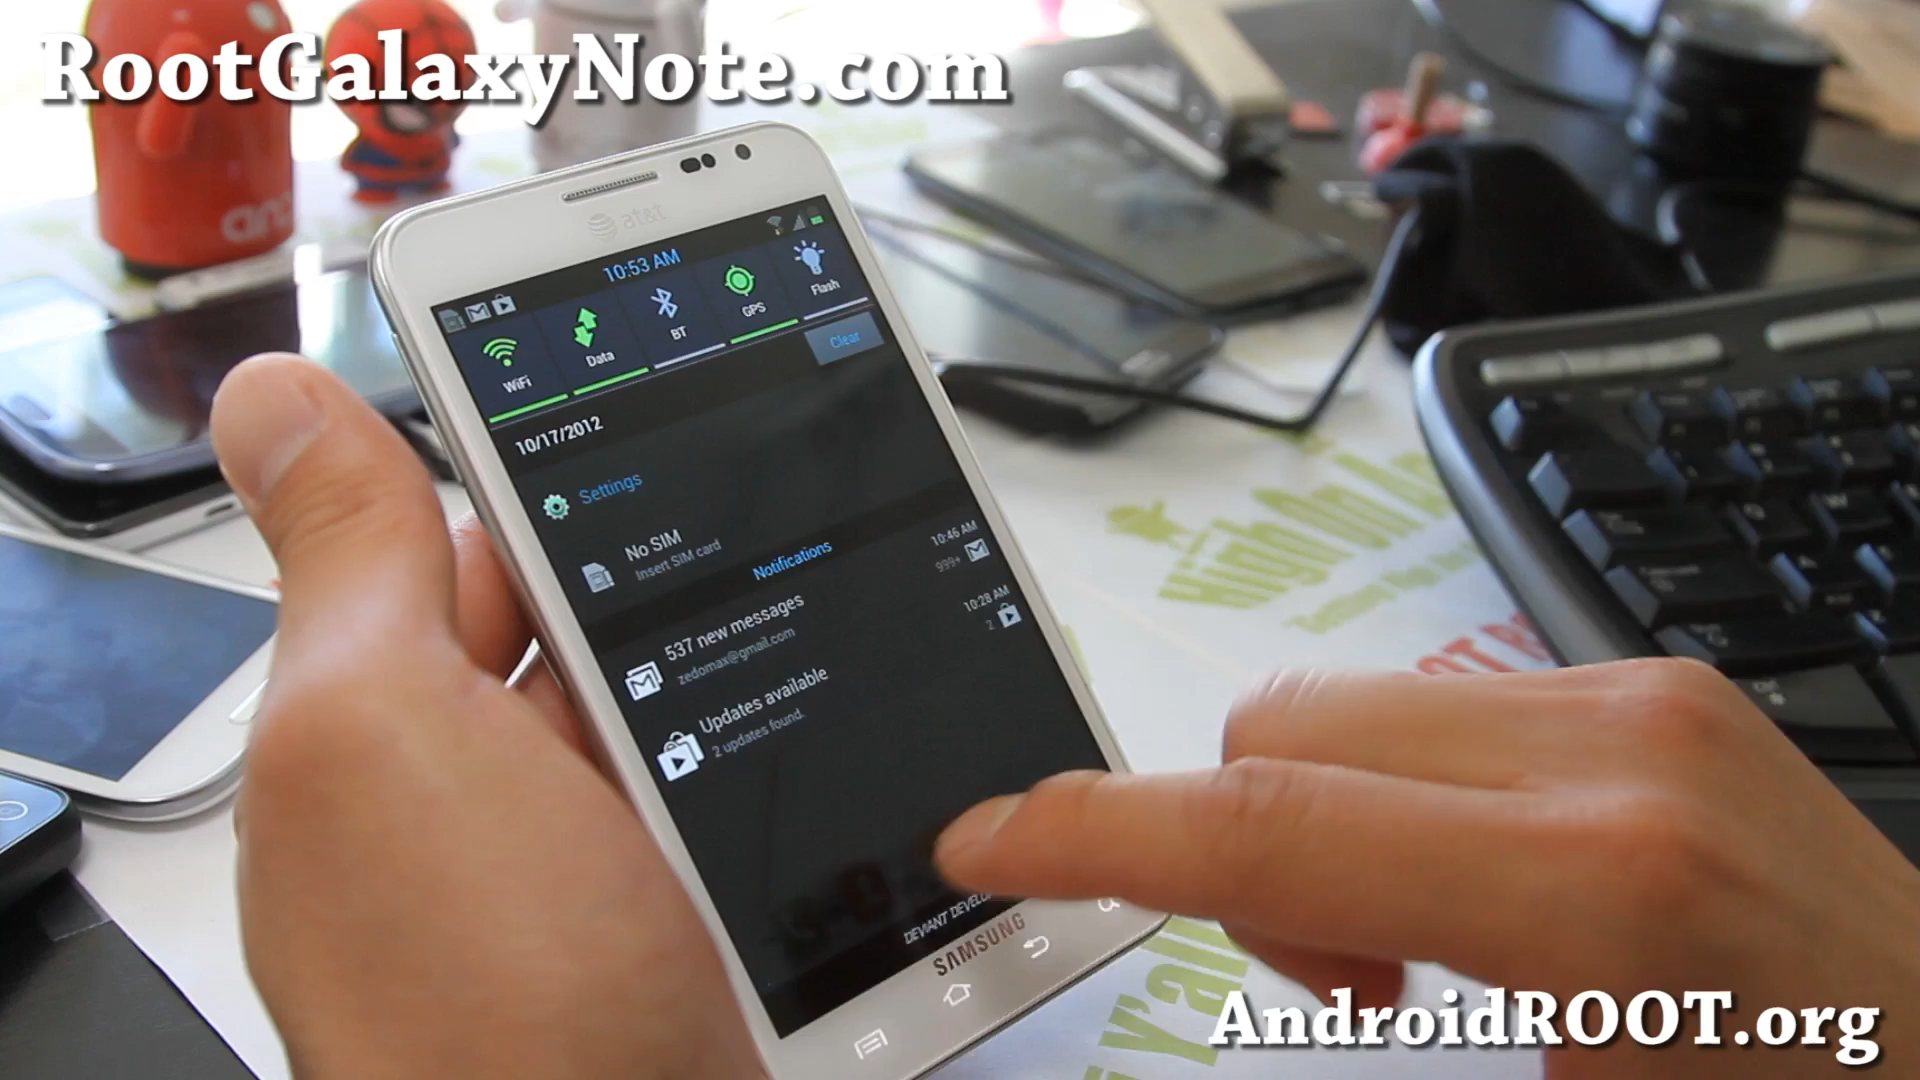 RootGalaxyNote.com
at&t
10:53 AM
WiFi
Data
BT
GPS
Flash
Clear
10/17/2012
Settings
No SIM
Insert SIM card
Notifications
537 new messages
10:46 AM
zedomax@gmail.com
999+
Updates available
10:28 AM
2 updates found.
2
SAMSUNG
AndroidROOT.org